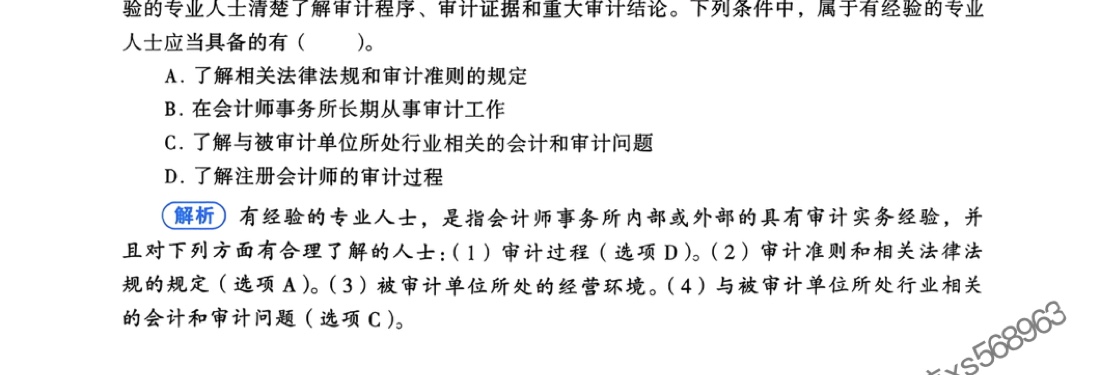 验的专业人士清楚了解审计程序、审计证据和重大审计结论。下列条件中，属于有经验的专业
人士应当具备的有（　　）。
A. 了解相关法律法规和审计准则的规定
B. 在会计师事务所长期从事审计工作
C. 了解与被审计单位所处行业相关的会计和审计问题
D. 了解注册会计师的审计过程
解析 有经验的专业人士，是指会计师事务所内部或外部的具有审计实务经验，并
且对下列方面有合理了解的人士：（1）审计过程（选项 D）。（2）审计准则和相关法律法
规的规定（选项 A）。（3）被审计单位所处的经营环境。（4）与被审计单位所处行业相关
的会计和审计问题（选项 C）。
xs568963